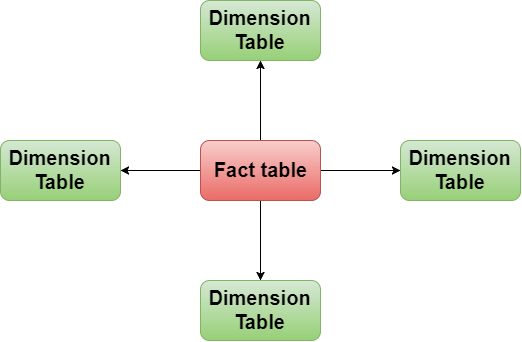 Dimension
Table
Dimension
Table
Fact table
Dimension
Table
Dimension
Table